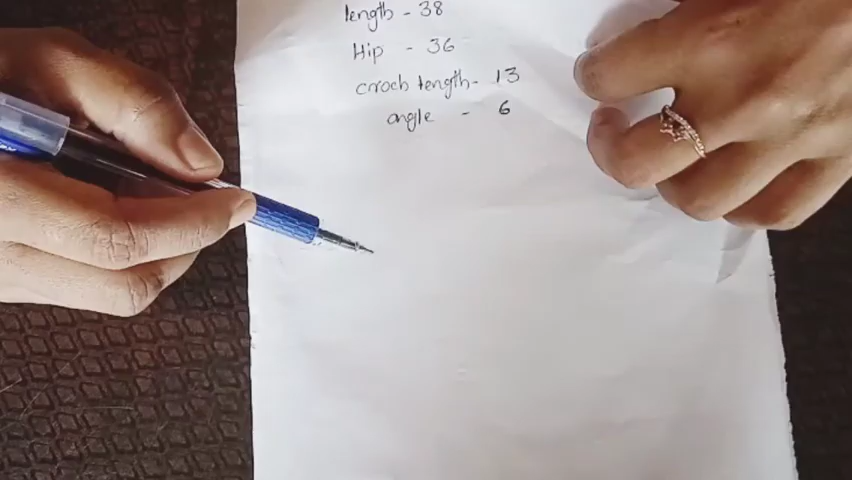 length - 38
Hip - 36
croch length- 13
angle - 6